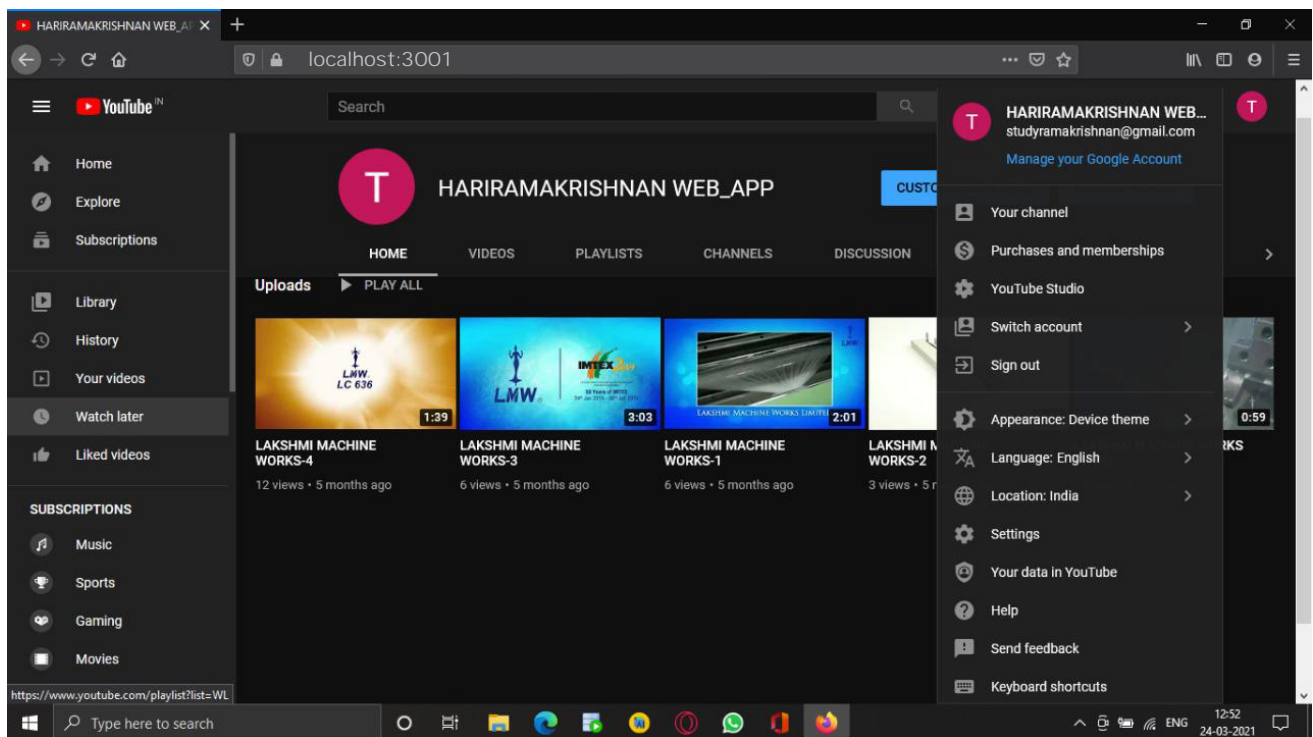 HARIRAMAKRISHNAN WEB_AP
localhost:3001
YouTube IN
Search
T
HARIRAMAKRISHNAN WEB...
studyramakrishnan@gmail.com
Manage your Google Account
T
Home
Explore
Subscriptions
Library
History
Your videos
Watch later
Liked videos
SUBSCRIPTIONS
Music
Sports
Gaming
Movies
https://www.youtube.com/playlist?list=WL
T
HARIRAMAKRISHNAN WEB_APP
CUSTO
HOME VIDEOS PLAYLISTS CHANNELS DISCUSSION
Uploads PLAY ALL
LMW
LC 636
1:39
LAKSHMI MACHINE
WORKS-4
12 views • 5 months ago
LMW
IMTEX
3:03
LAKSHMI MACHINE
WORKS-3
6 views • 5 months ago
LMW
LAKSHMI MACHINE WORKS LIMITED
2:01
LAKSHMI MACHINE
WORKS-1
6 views • 5 months ago
LAKSHMI M
WORKS-2
3 views • 5 r
0:59
RKS
Your channel
Purchases and memberships
YouTube Studio
Switch account
Sign out
Appearance: Device theme
Language: English
Location: India
Settings
Your data in YouTube
Help
Send feedback
Keyboard shortcuts
Type here to search
ENG
12:52
24-03-2021